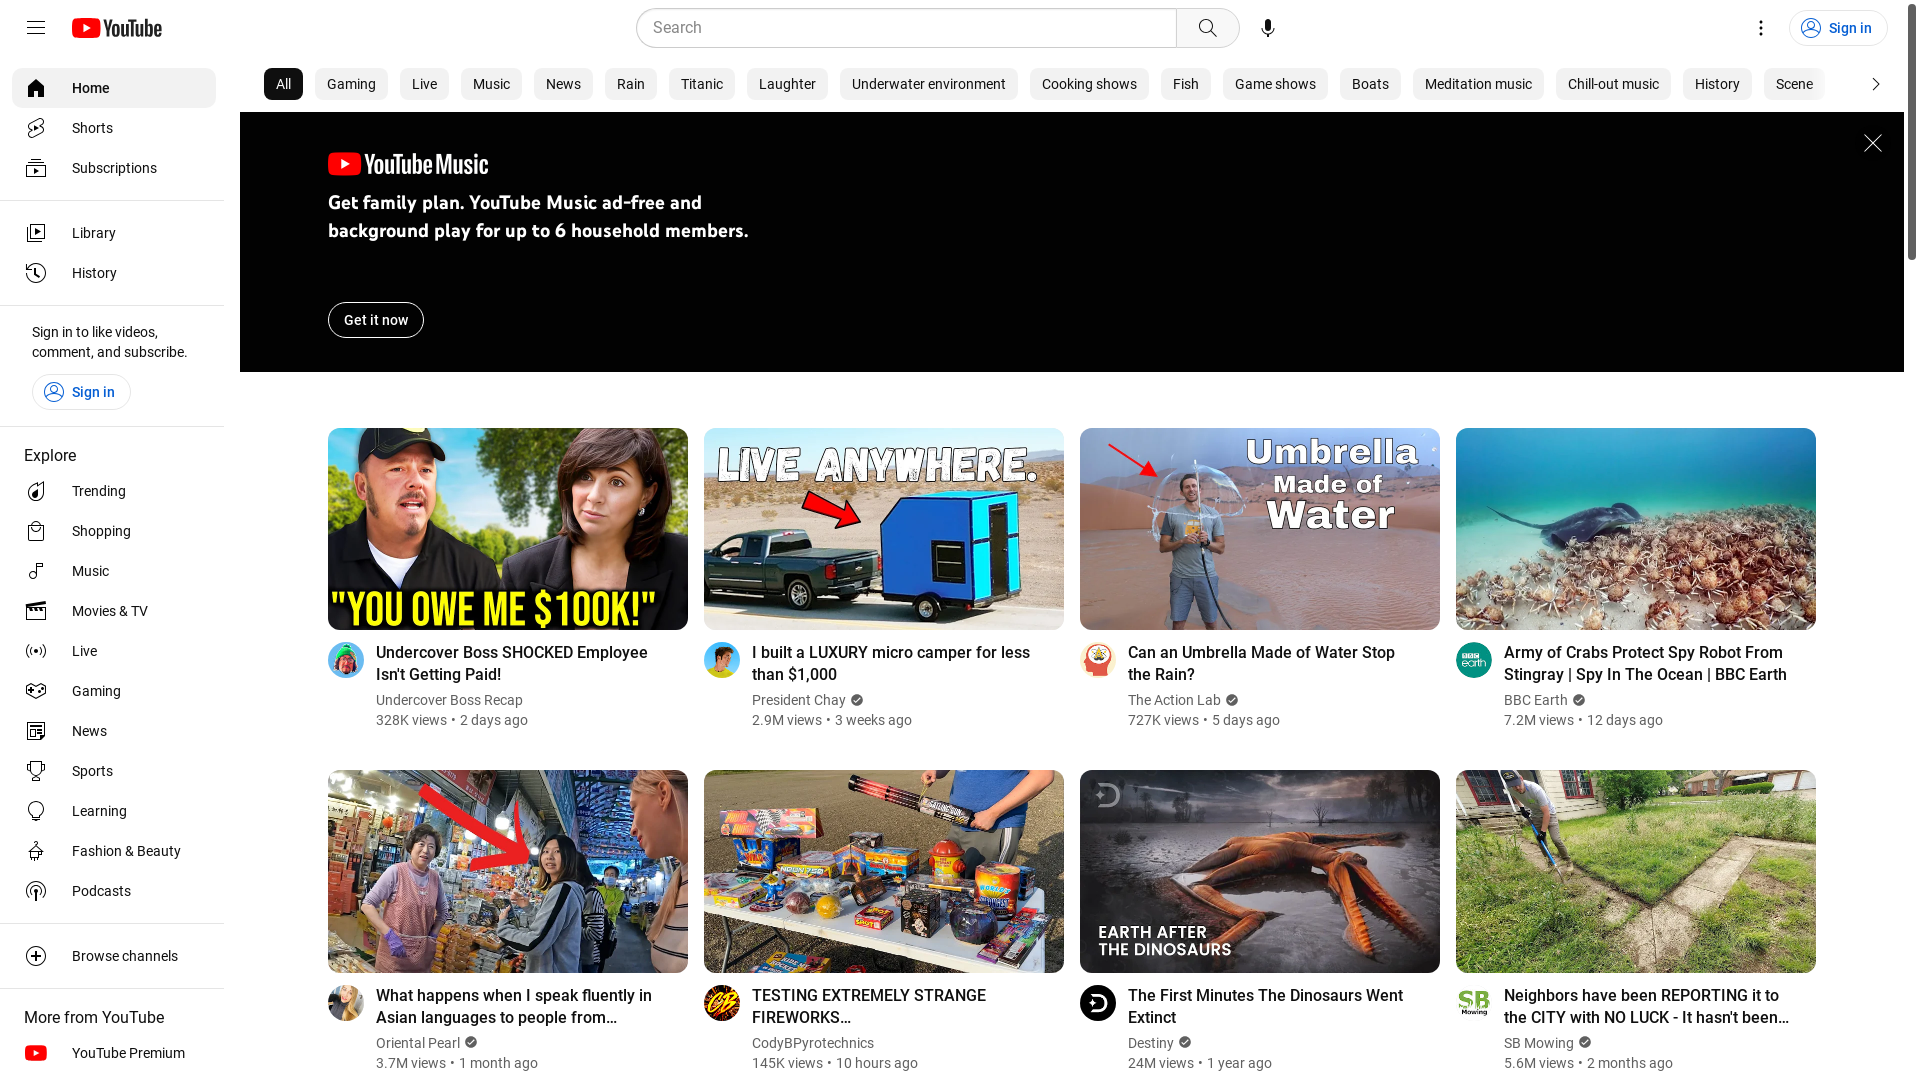 YouTube
Search
Sign in
Home
Shorts
Subscriptions
Library
History
Sign in to like videos,
comment, and subscribe.
Sign in
Explore
Trending
Shopping
Music
Movies & TV
Live
Gaming
News
Sports
Learning
Fashion & Beauty
Podcasts
Browse channels
More from YouTube
YouTube Premium
All Gaming Live Music News Rain Titanic Laughter Underwater environment Cooking shows Fish Game shows Boats Meditation music Chill-out music History Scene
YouTube Music
Get family plan. YouTube Music ad-free and
background play for up to 6 household members.
Get it now
"YOU OWE ME $100K!"
Undercover Boss SHOCKED Employee
Isn't Getting Paid!
Undercover Boss Recap
328K views • 2 days ago
LIVE ANYWHERE.
I built a LUXURY micro camper for less
than $1,000
President Chay
2.9M views • 3 weeks ago
Umbrella
Made of
Water
Can an Umbrella Made of Water Stop
the Rain?
The Action Lab
727K views • 5 days ago
BBC
earth
Army of Crabs Protect Spy Robot From
Stingray | Spy In The Ocean | BBC Earth
BBC Earth
7.2M views • 12 days ago
What happens when I speak fluently in
Asian languages to people from…
Oriental Pearl
3.7M views • 1 month ago
CB
TESTING EXTREMELY STRANGE
FIREWORKS…
CodyBPyrotechnics
145K views • 10 hours ago
EARTH AFTER
THE DINOSAURS
The First Minutes The Dinosaurs Went
Extinct
Destiny
24M views • 1 year ago
SB
Mowing
Neighbors have been REPORTING it to
the CITY with NO LUCK - It hasn't been…
SB Mowing
5.6M views • 2 months ago